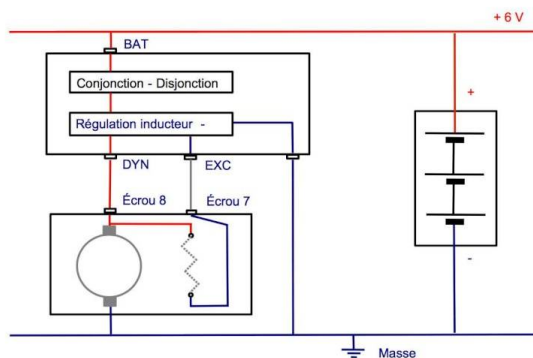 + 6 V
BAT
Conjonction - Disjonction
+
Régulation inducteur -
DYN EXC
Écrou 8 Écrou 7
-
Masse